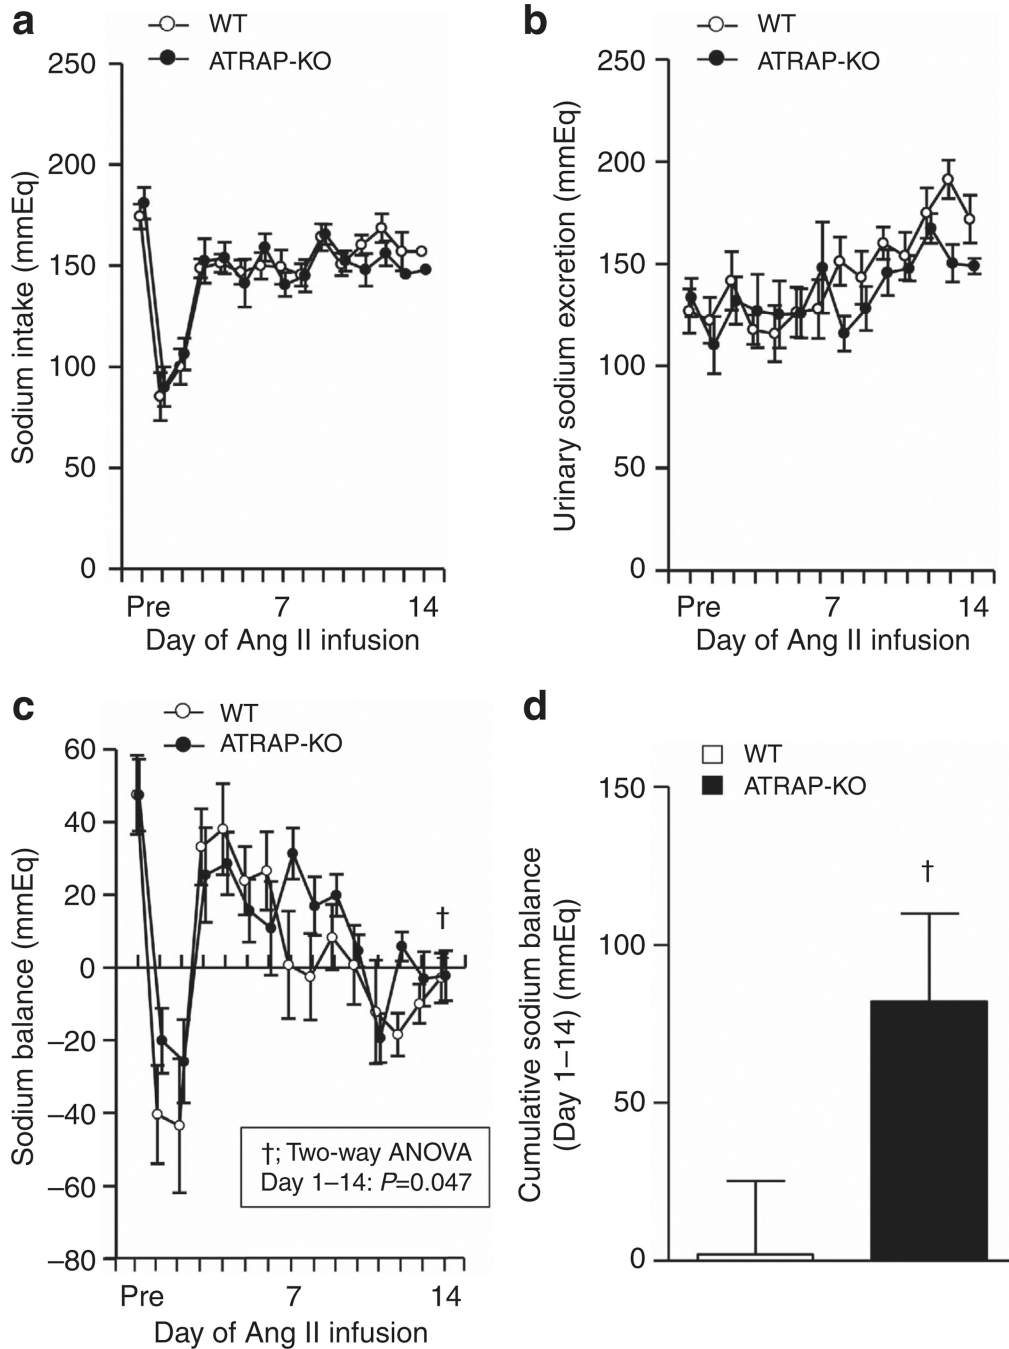 a
WT
ATRAP-KO
250
200
150
100
50
0
Sodium intake (mmEq)
Pre 7 14
Day of Ang II infusion
b
WT
ATRAP-KO
250
200
150
100
50
0
Urinary sodium excretion (mmEq)
Pre 7 14
Day of Ang II infusion
c
WT
ATRAP-KO
60
40
20
0
–20
–40
–60
–80
Sodium balance (mmEq)
†
†; Two-way ANOVA
Day 1–14: P=0.047
Pre 7 14
Day of Ang II infusion
d
WT
ATRAP-KO
150
100
50
0
Cumulative sodium balance
(Day 1–14) (mmEq)
†